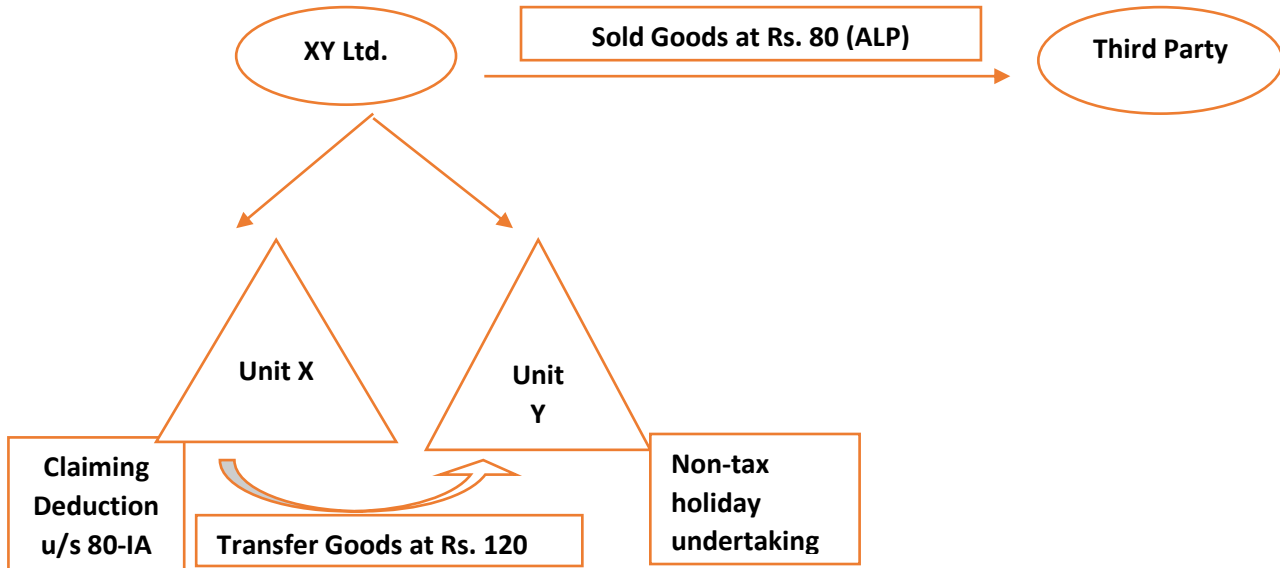 XY Ltd.
Sold Goods at Rs. 80 (ALP)
Third Party
Unit X
Unit
Y
Claiming
Deduction
u/s 80-IA
Transfer Goods at Rs. 120
Non-tax
holiday
undertaking